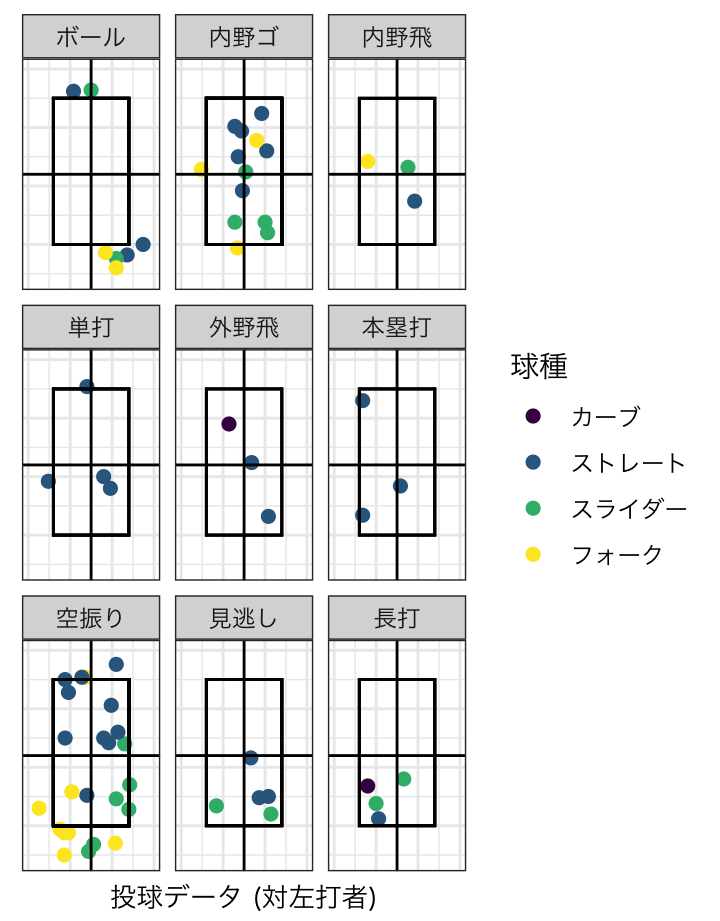 ボール
内野ゴ
内野飛
単打
外野飛
本塁打
空振り
見逃し
長打
球種
カーブ
ストレート
スライダー
フォーク
投球データ (対左打者)